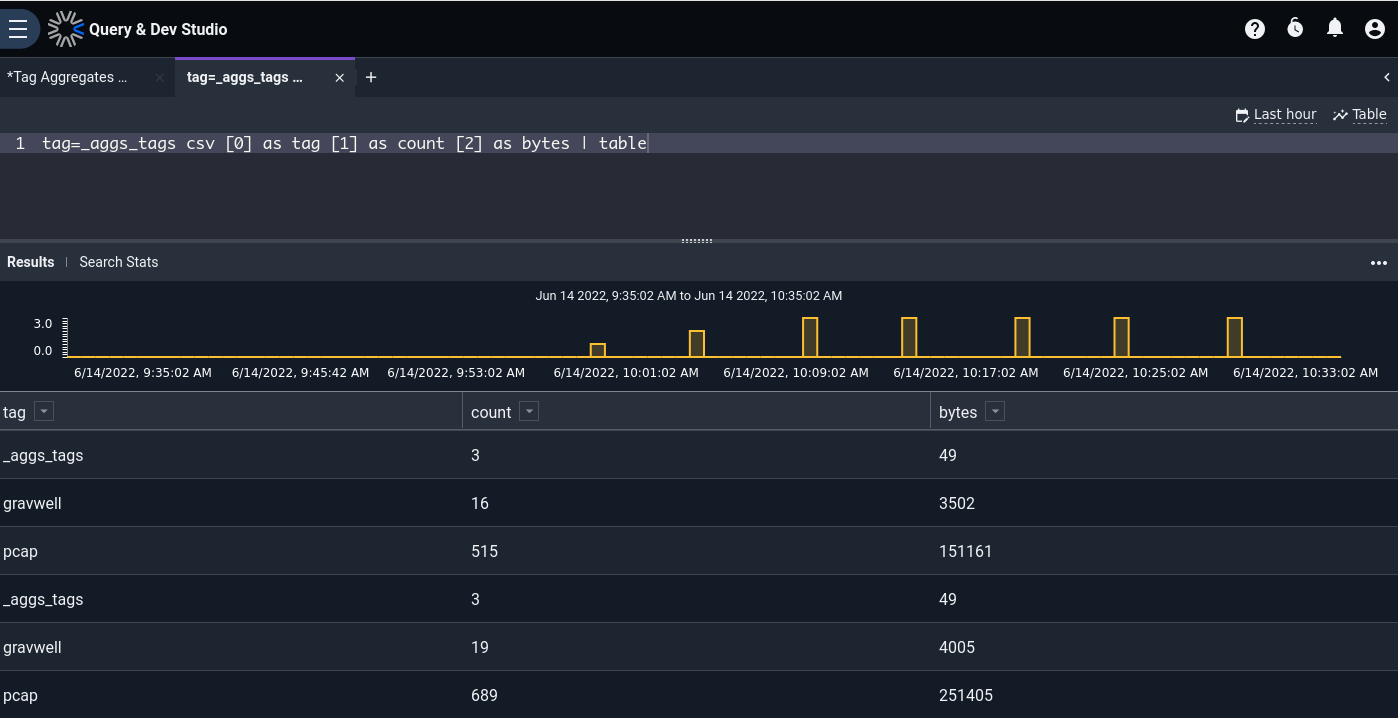 Query & Dev Studio
*Tag Aggregates ...
tag=_aggs_tags ...
Last hour
Table
1 tag=_aggs_tags csv [0] as tag [1] as count [2] as bytes | table
Results | Search Stats
Jun 14 2022, 9:35:02 AM to Jun 14 2022, 10:35:02 AM
3.0
0.0
6/14/2022, 9:35:02 AM 6/14/2022, 9:45:42 AM 6/14/2022, 9:53:02 AM 6/14/2022, 10:01:02 AM 6/14/2022, 10:09:02 AM 6/14/2022, 10:17:02 AM 6/14/2022, 10:25:02 AM 6/14/2022, 10:33:02 AM
tag count bytes
_aggs_tags 3 49
gravwell 16 3502
pcap 515 151161
_aggs_tags 3 49
gravwell 19 4005
pcap 689 251405